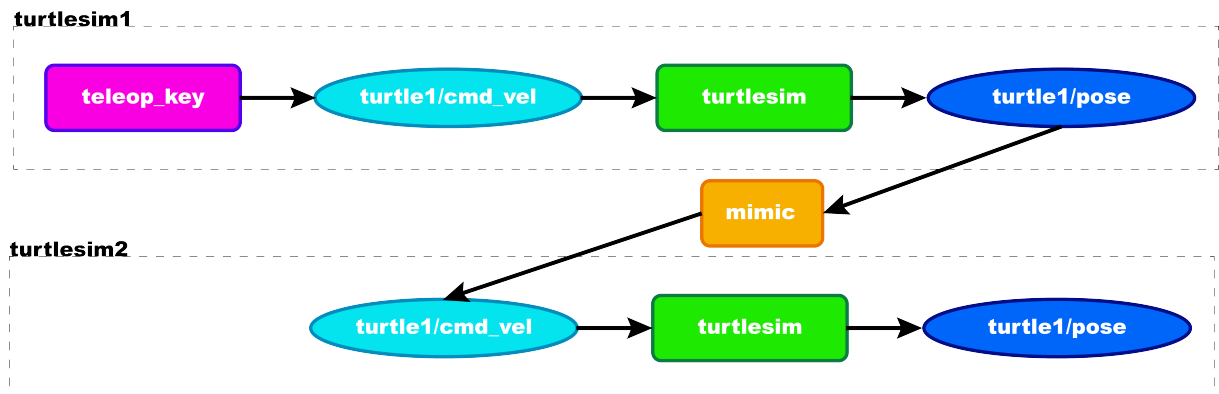 turtlesim1
teleop_key
turtle1/cmd_vel
turtlesim
turtle1/pose
mimic
turtlesim2
turtle1/cmd_vel
turtlesim
turtle1/pose